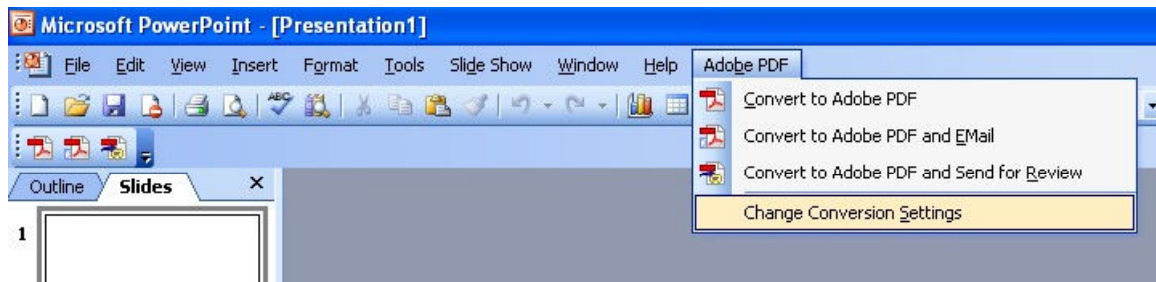 Microsoft PowerPoint - [Presentation1]
File Edit View Insert Format Tools Slide Show Window Help Adobe PDF
Convert to Adobe PDF
Convert to Adobe PDF and EMail
Convert to Adobe PDF and Send for Review
Change Conversion Settings
ABC
Outline Slides
1